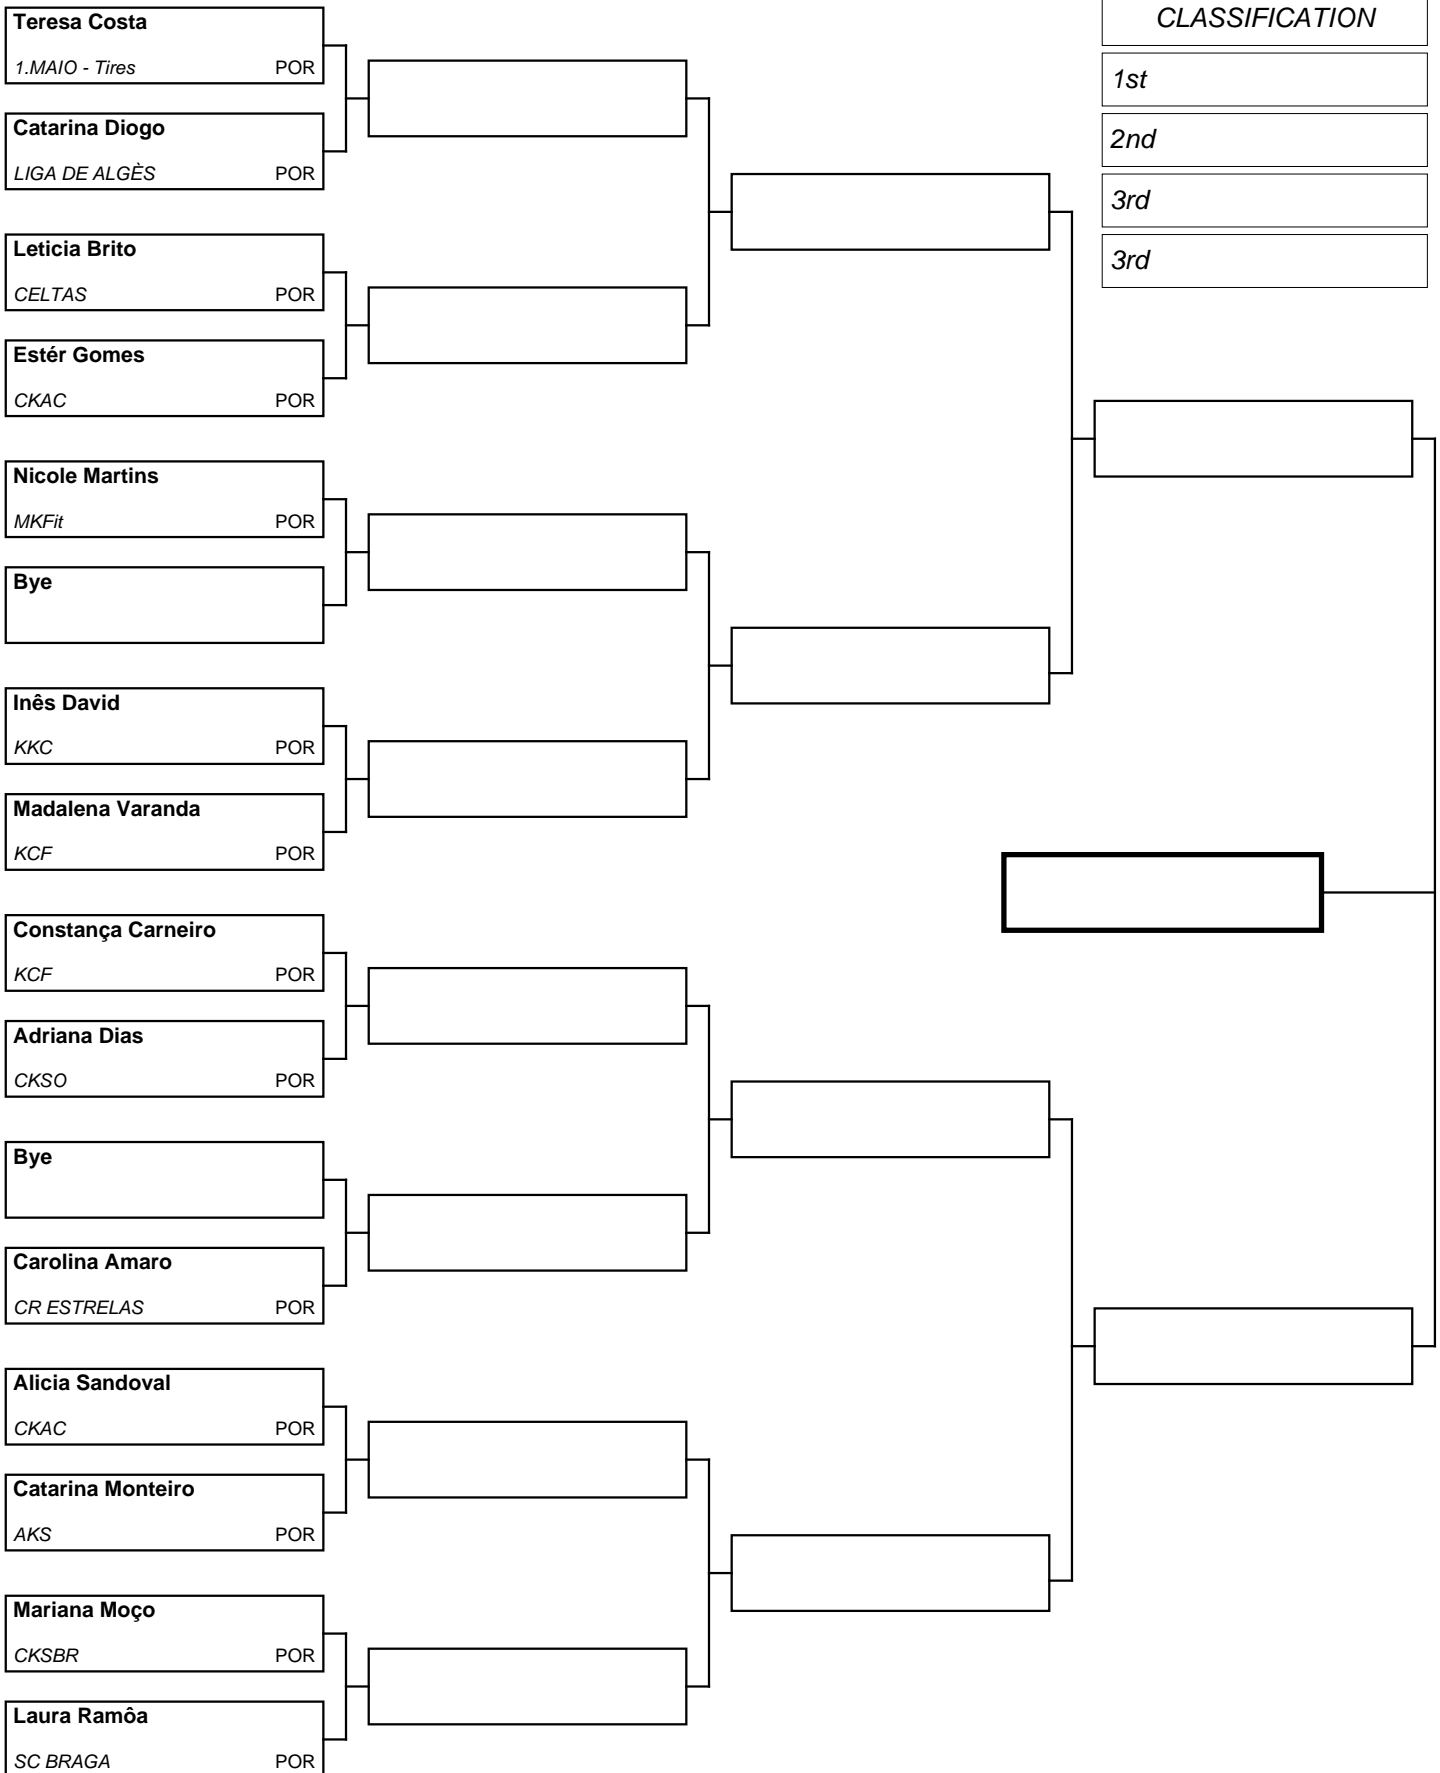 Teresa Costa
1.MAIO - Tires POR
Catarina Diogo
LIGA DE ALGÈS POR
Leticia Brito
CELTAS POR
Estér Gomes
CKAC POR
Nicole Martins
MKFit POR
Bye
Inês David
KKC POR
Madalena Varanda
KCF POR
Constança Carneiro
KCF POR
Adriana Dias
CKSO POR
Bye
Carolina Amaro
CR ESTRELAS POR
Alicia Sandoval
CKAC POR
Catarina Monteiro
AKS POR
Mariana Moço
CKSBR POR
Laura Ramôa
SC BRAGA POR
CLASSIFICATION
1st
2nd
3rd
3rd